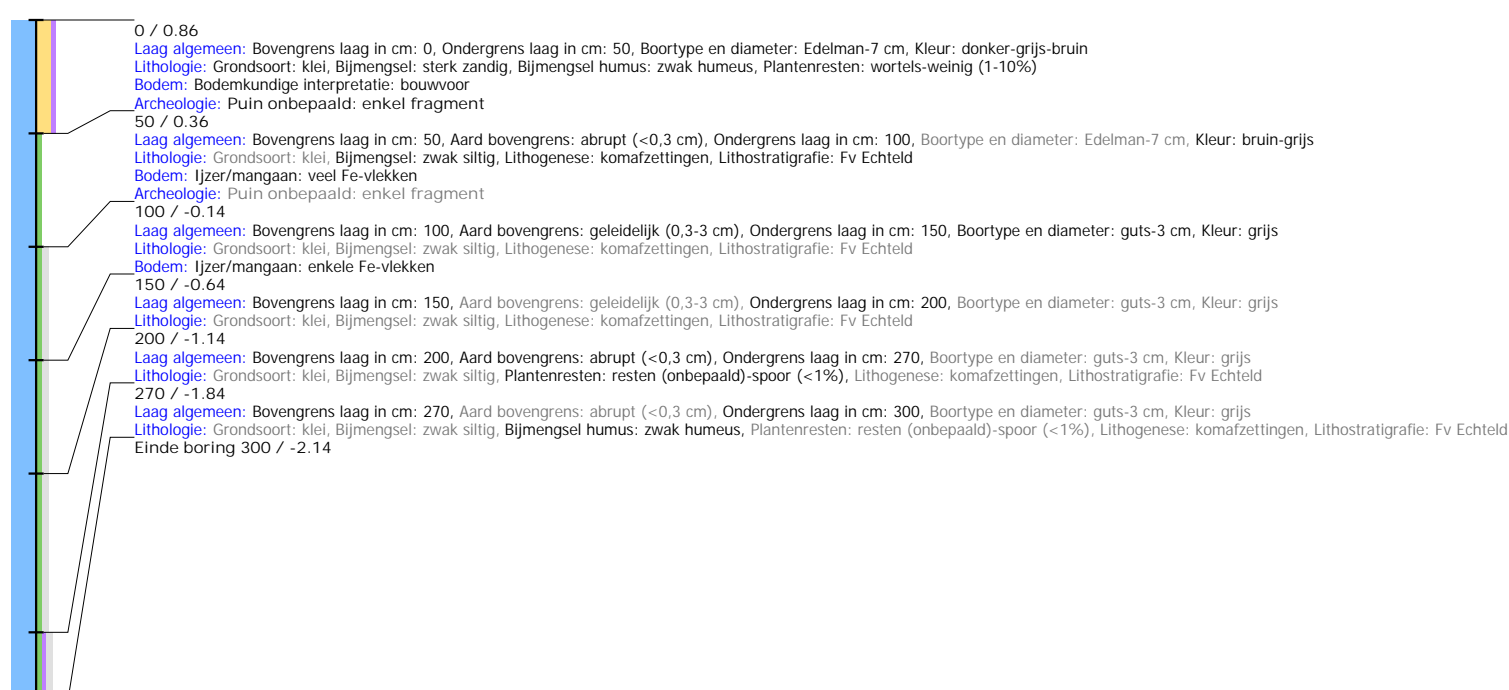 0 / 0.86
Laag algemeen: Bovengrens laag in cm: 0, Ondergrens laag in cm: 50, Boortype en diameter: Edelman-7 cm, Kleur: donker-grijs-bruin
Lithologie: Grondsoort: klei, Bijmengsel: sterk zandig, Bijmengsel humus: zwak humeus, Plantenresten: wortels-weinig (1-10%)
Bodem: Bodemkundige interpretatie: bouwvoor
Archeologie: Puin onbepaald: enkel fragment
50 / 0.36
Laag algemeen: Bovengrens laag in cm: 50, Aard bovengrens: abrupt (<0,3 cm), Ondergrens laag in cm: 100, Boortype en diameter: Edelman-7 cm, Kleur: bruin-grijs
Lithologie: Grondsoort: klei, Bijmengsel: zwak siltig, Lithogenese: komafzettingen, Lithostratigrafie: Fv Echteld
Bodem: Ijzer/mangaan: veel Fe-vlekken
Archeologie: Puin onbepaald: enkel fragment
100 / -0.14
Laag algemeen: Bovengrens laag in cm: 100, Aard bovengrens: geleidelijk (0,3-3 cm), Ondergrens laag in cm: 150, Boortype en diameter: guts-3 cm, Kleur: grijs
Lithologie: Grondsoort: klei, Bijmengsel: zwak siltig, Lithogenese: komafzettingen, Lithostratigrafie: Fv Echteld
Bodem: Ijzer/mangaan: enkele Fe-vlekken
150 / -0.64
Laag algemeen: Bovengrens laag in cm: 150, Aard bovengrens: geleidelijk (0,3-3 cm), Ondergrens laag in cm: 200, Boortype en diameter: guts-3 cm, Kleur: grijs
Lithologie: Grondsoort: klei, Bijmengsel: zwak siltig, Lithogenese: komafzettingen, Lithostratigrafie: Fv Echteld
200 / -1.14
Laag algemeen: Bovengrens laag in cm: 200, Aard bovengrens: abrupt (<0,3 cm), Ondergrens laag in cm: 270, Boortype en diameter: guts-3 cm, Kleur: grijs
Lithologie: Grondsoort: klei, Bijmengsel: zwak siltig, Plantenresten: resten (onbepaald)-spoor (<1%), Lithogenese: komafzettingen, Lithostratigrafie: Fv Echteld
270 / -1.84
Laag algemeen: Bovengrens laag in cm: 270, Aard bovengrens: abrupt (<0,3 cm), Ondergrens laag in cm: 300, Boortype en diameter: guts-3 cm, Kleur: grijs
Lithologie: Grondsoort: klei, Bijmengsel: zwak siltig, Bijmengsel humus: zwak humeus, Plantenresten: resten (onbepaald)-spoor (<1%), Lithogenese: komafzettingen, Lithostratigrafie: Fv Echteld
Einde boring 300 / -2.14